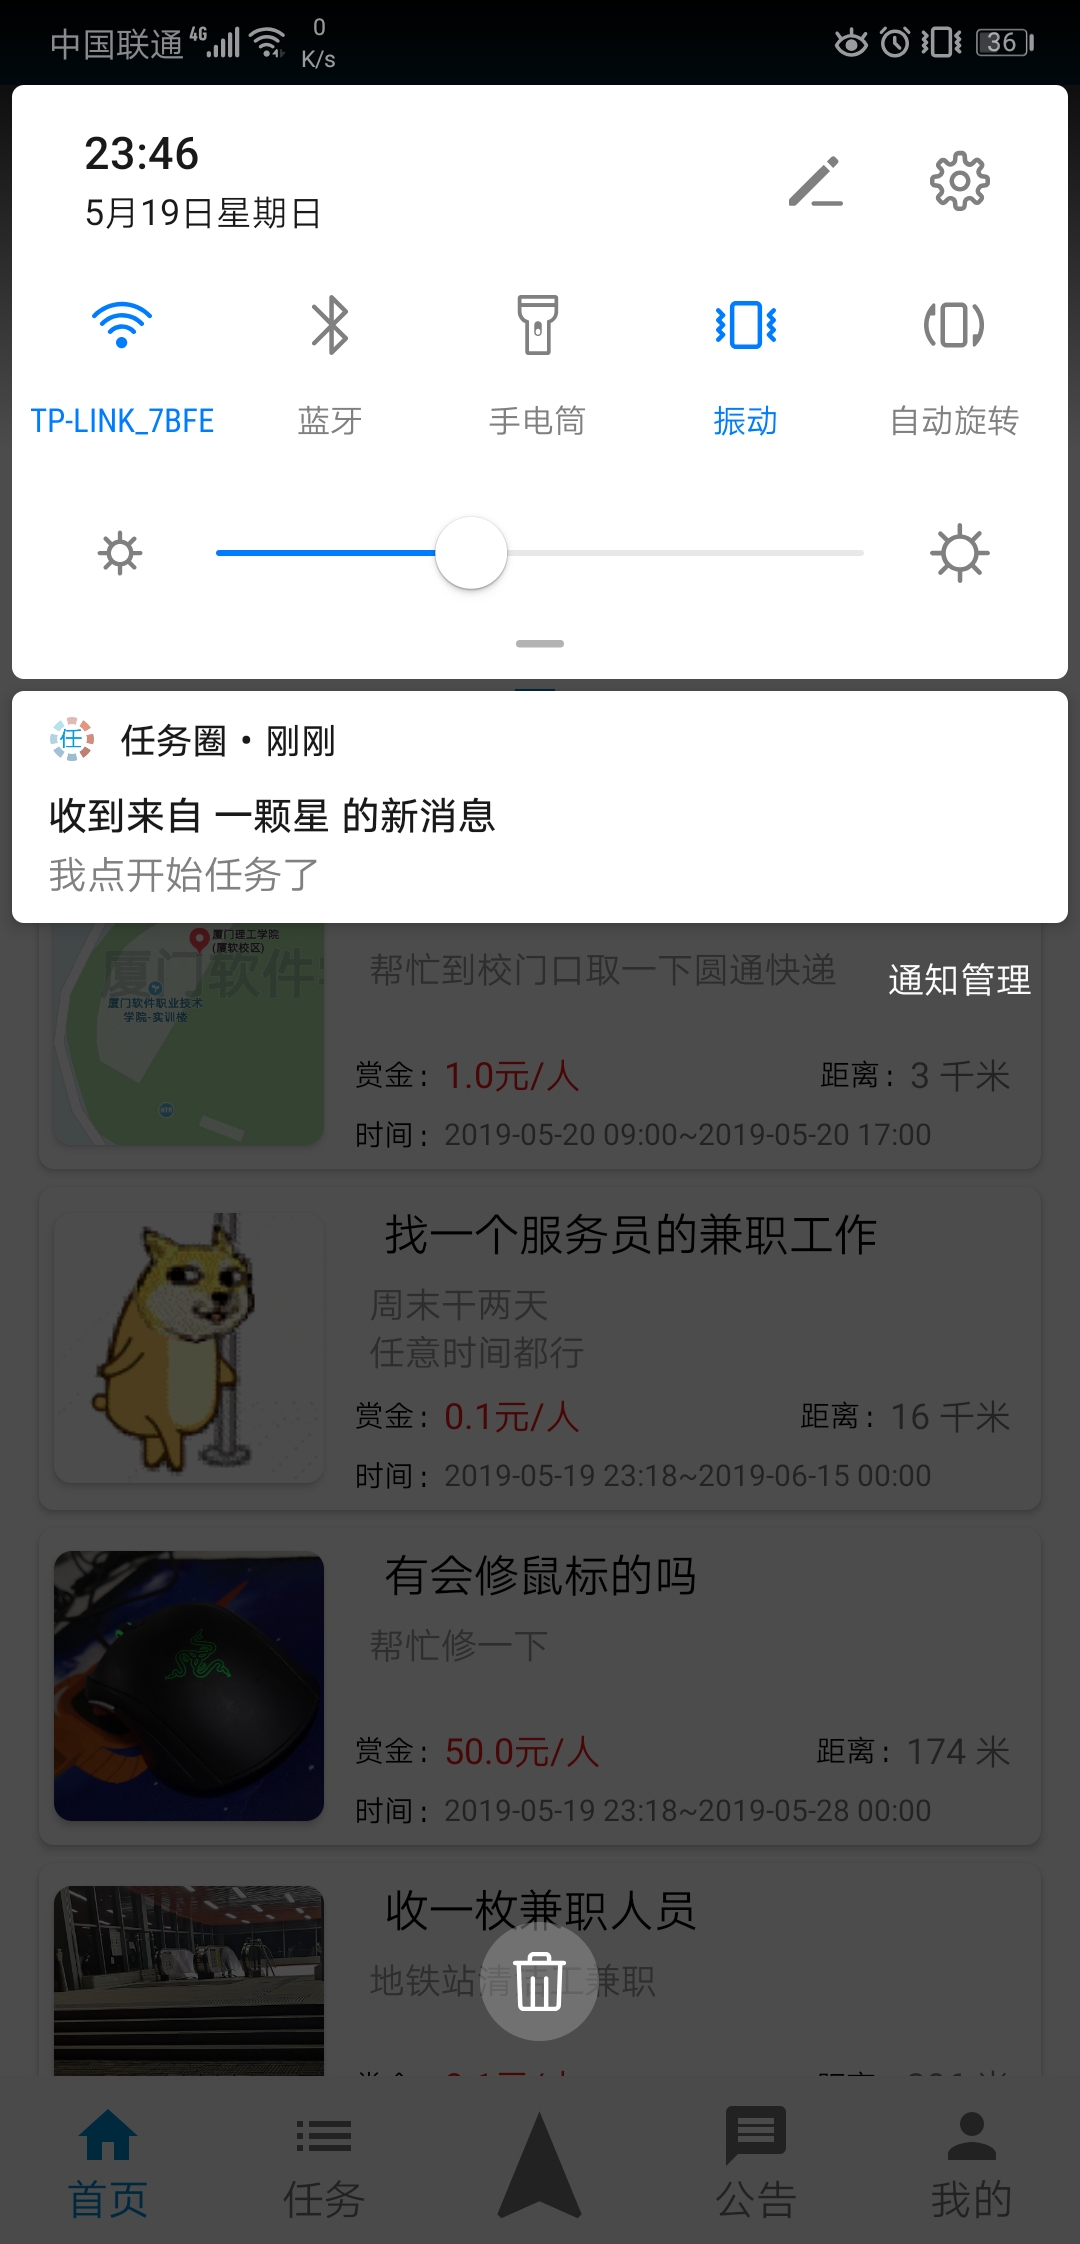 中国联通 4G 0 K/s 36
23:46
5月19日星期日
TP-LINK_7BFE 蓝牙 手电筒 振动 自动旋转
任 任务圈 • 刚刚
收到来自 一颗星 的新消息
我点开始任务了
通知管理
厦门理工学院
(厦软校区)
厦门软件
厦门软件职业技术
学院-实训楼
帮忙到校门口取一下圆通快递
赏金: 1.0元/人 距离: 3 千米
时间: 2019-05-20 09:00~2019-05-20 17:00
找一个服务员的兼职工作
周末干两天
任意时间都行
赏金: 0.1元/人 距离: 16 千米
时间: 2019-05-19 23:18~2019-06-15 00:00
有会修鼠标的吗
帮忙修一下
赏金: 50.0元/人 距离: 174 米
时间: 2019-05-19 23:18~2019-05-28 00:00
收一枚兼职人员
地铁站清洁工兼职
首页 任务 公告 我的